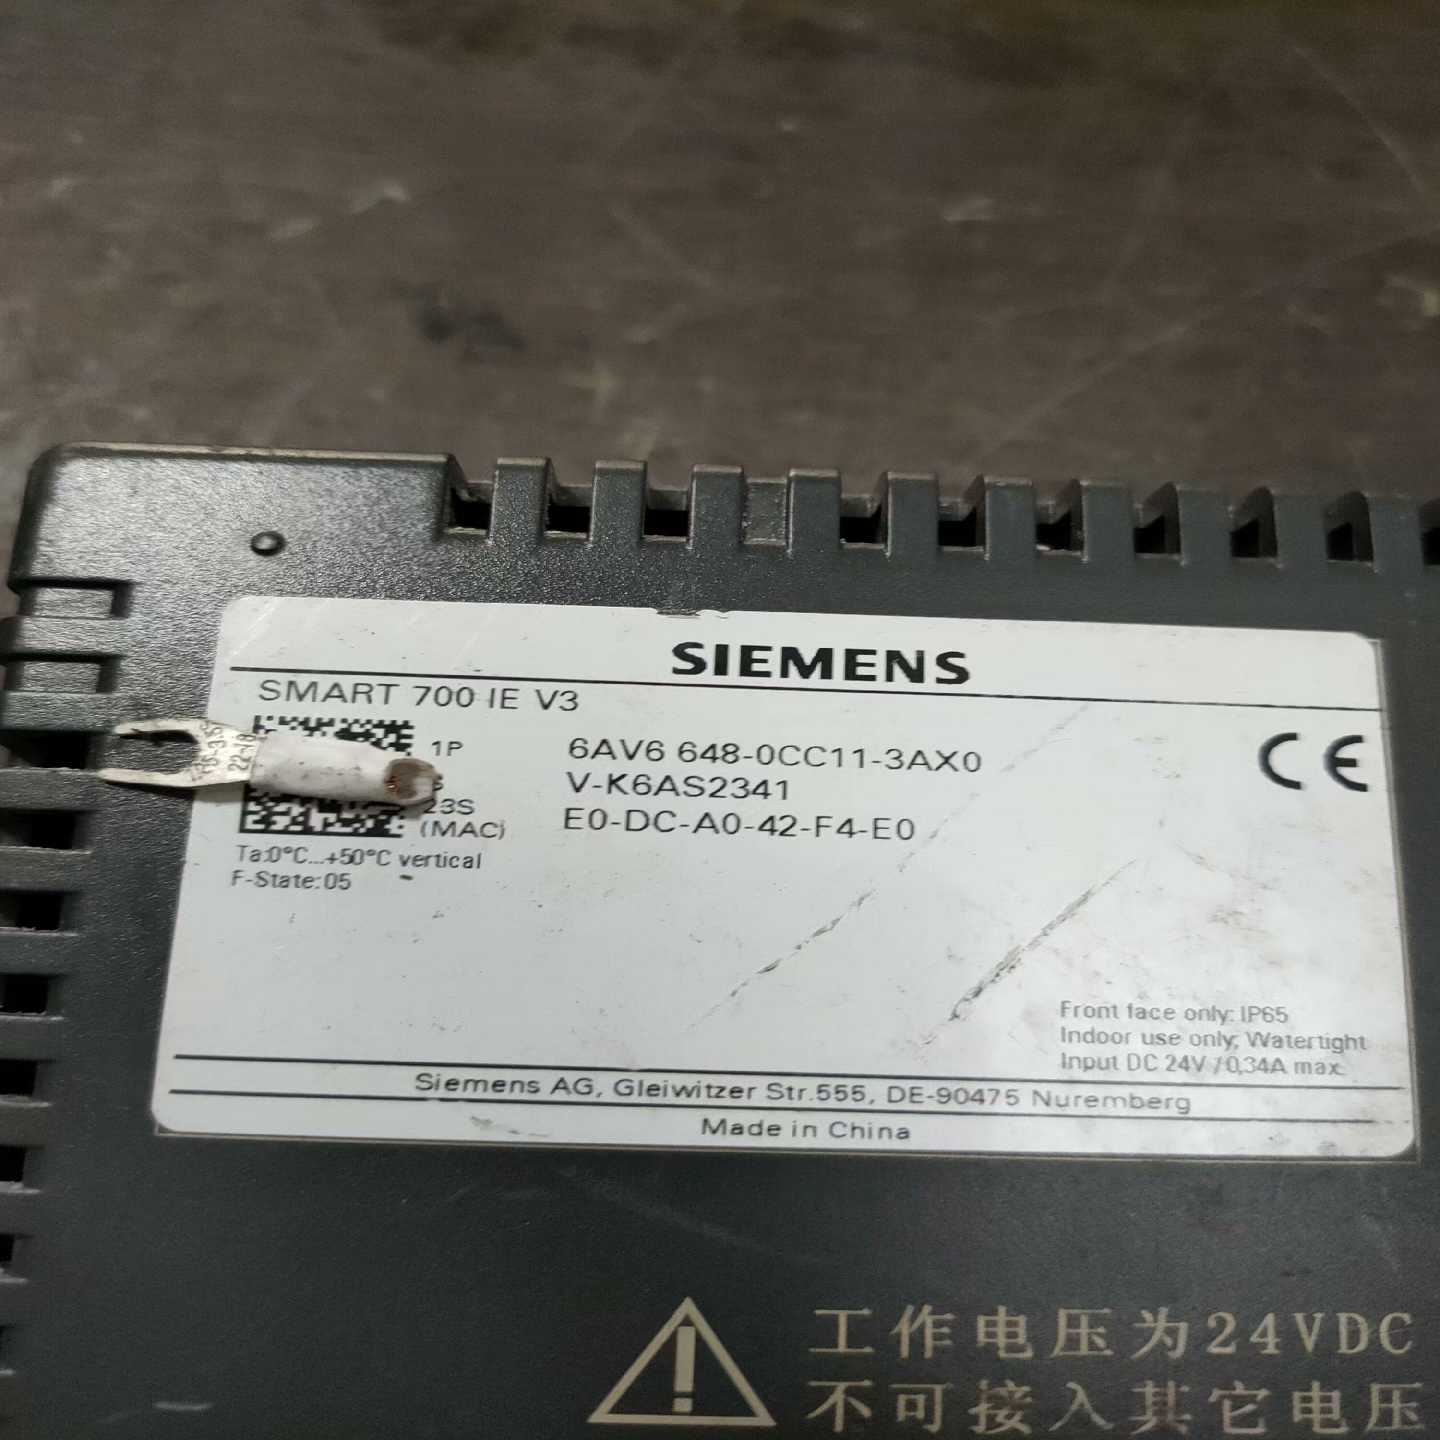 SIEMENS
SMART 700 IE V3
1P 6AV6 648-0CC11-3AX0
S V-K6AS2341
23S (MAC) E0-DC-A0-42-F4-E0
CE
Ta:0°C...+50°C vertical
F-State:05
22-18
Front face only: IP65
Indoor use only, Watertight
Input DC 24V / 0,34A max.
Siemens AG, Gleiwitzer Str.555, DE-90475 Nuremberg
Made in China
工作电压为24VDC
不可接入其它电压